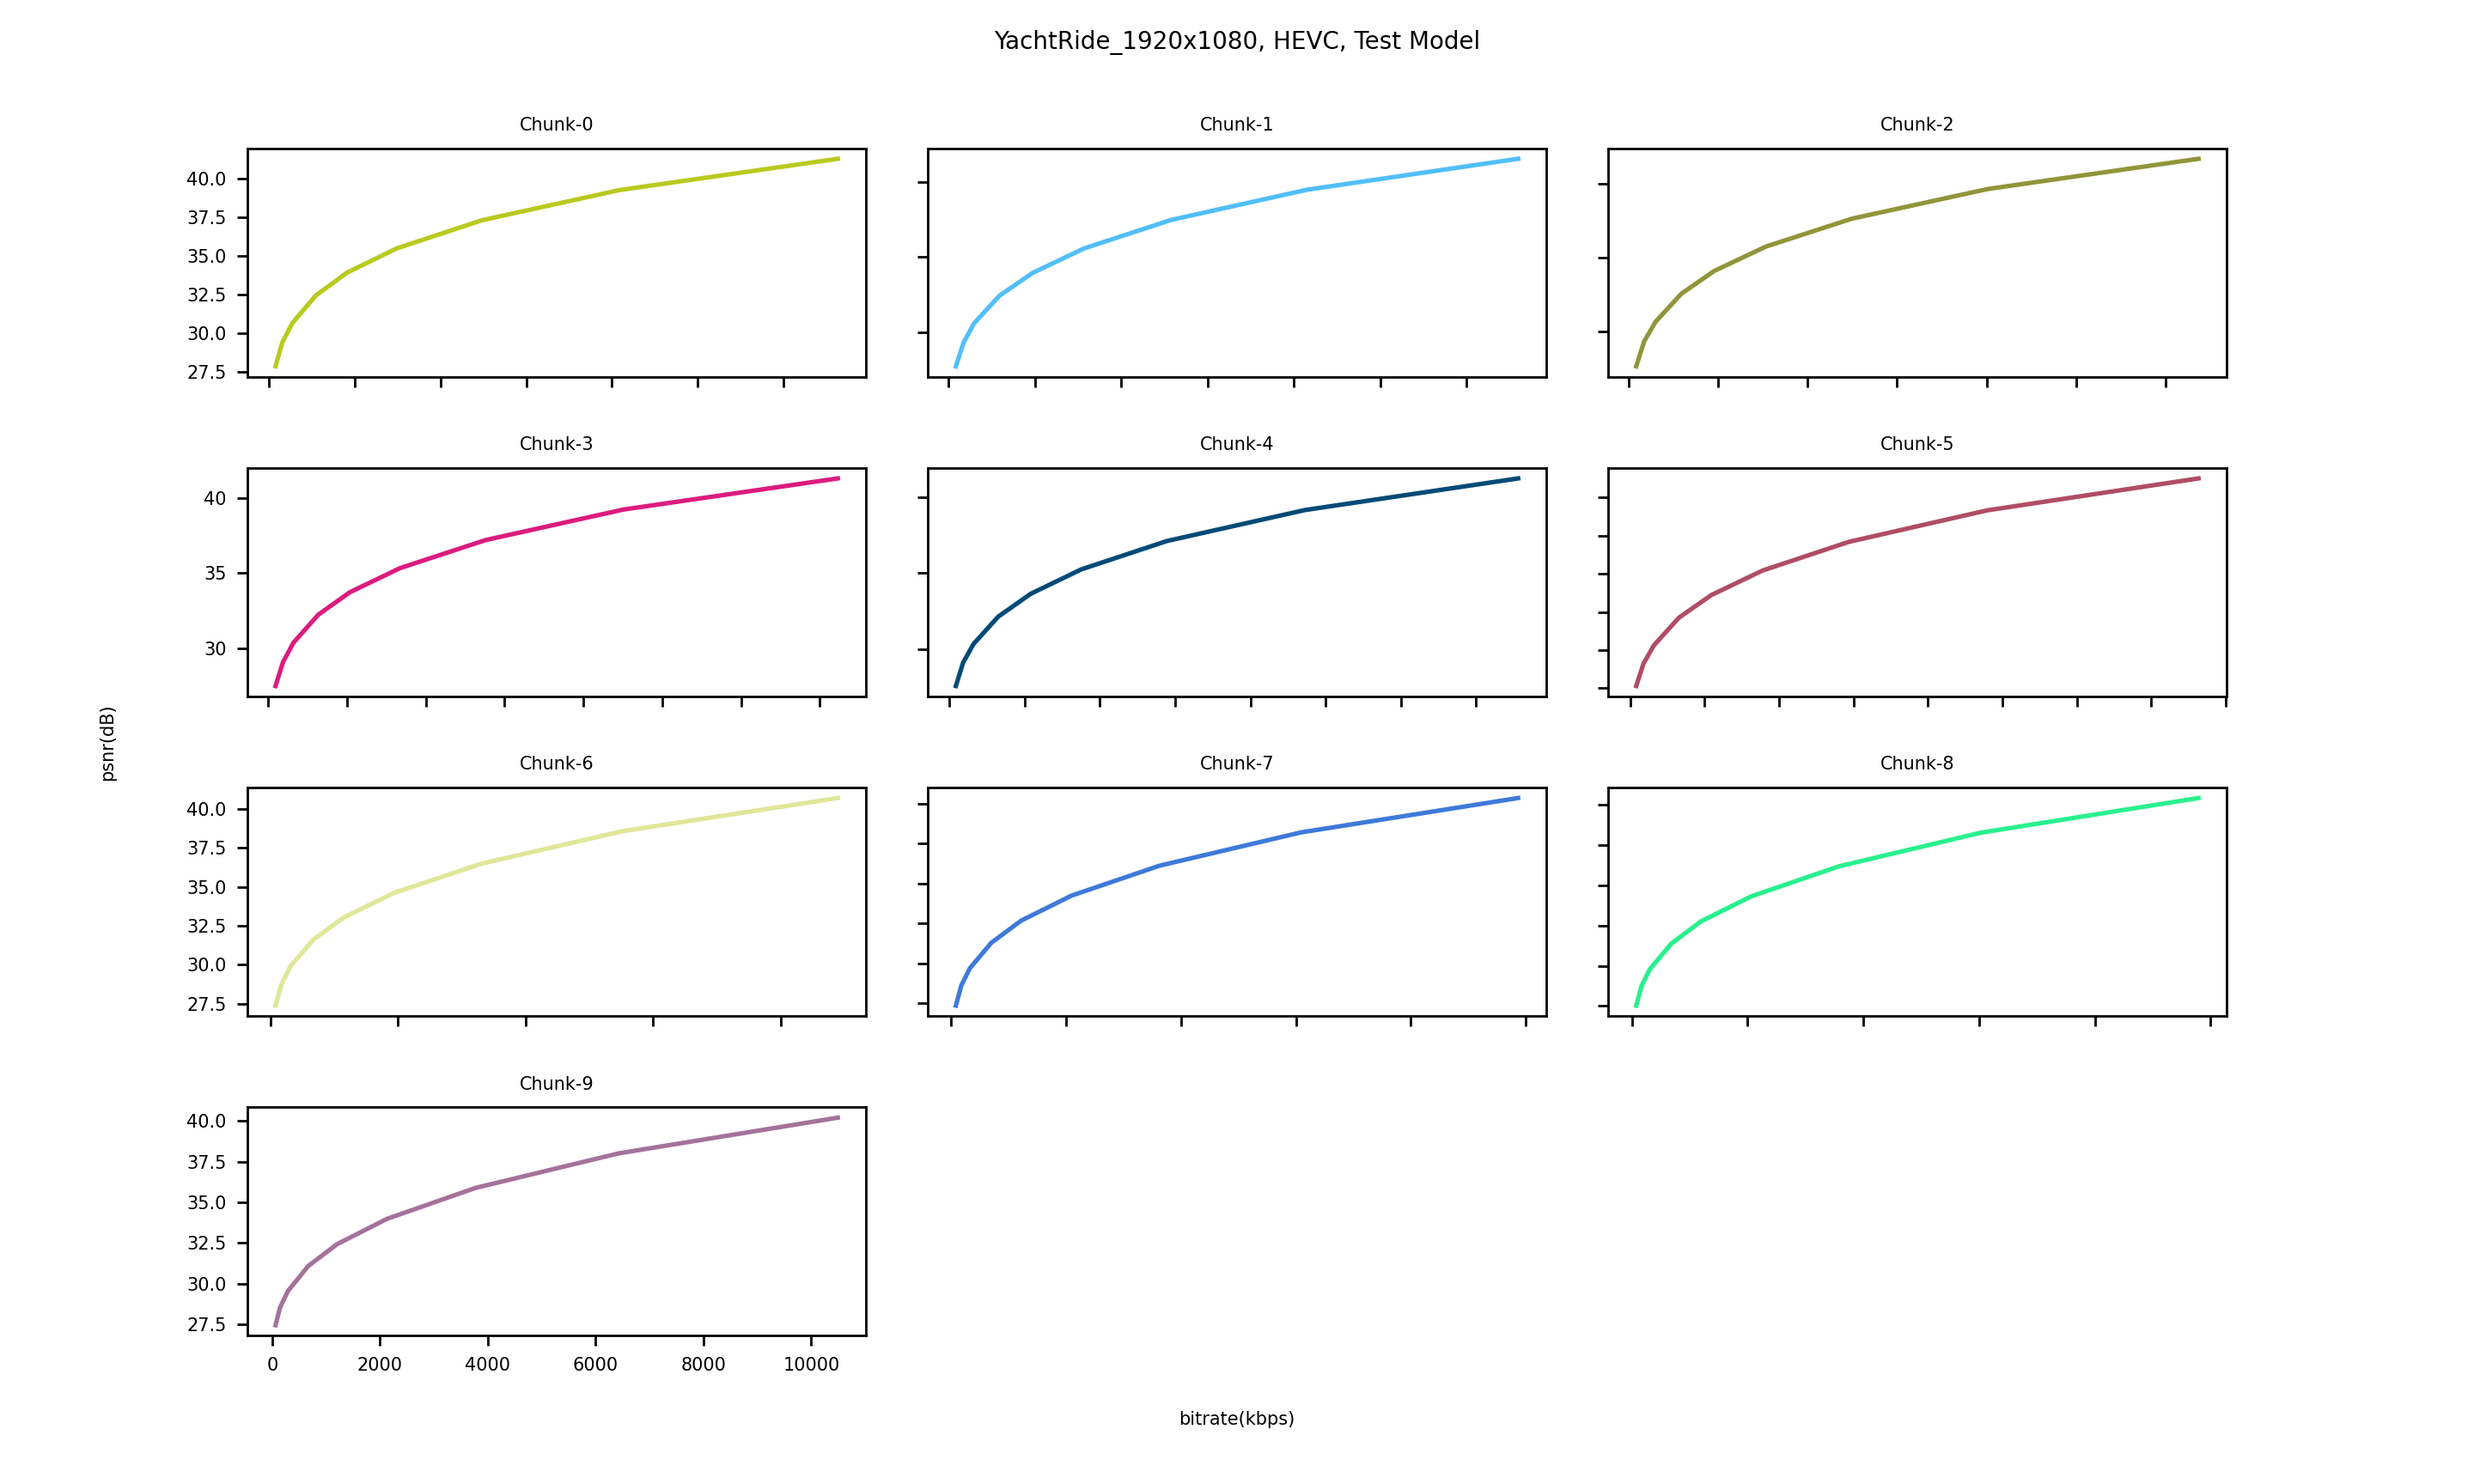 YachtRide_1920x1080, HEVC, Test Model
Chunk-0
Chunk-1
Chunk-2
40.0
37.5
35.0
32.5
30.0
27.5
Chunk-3
Chunk-4
Chunk-5
40
35
30
psnr(dB)
Chunk-6
Chunk-7
Chunk-8
40.0
37.5
35.0
32.5
30.0
27.5
Chunk-9
40.0
37.5
35.0
32.5
30.0
27.5
0 2000 4000 6000 8000 10000
bitrate(kbps)